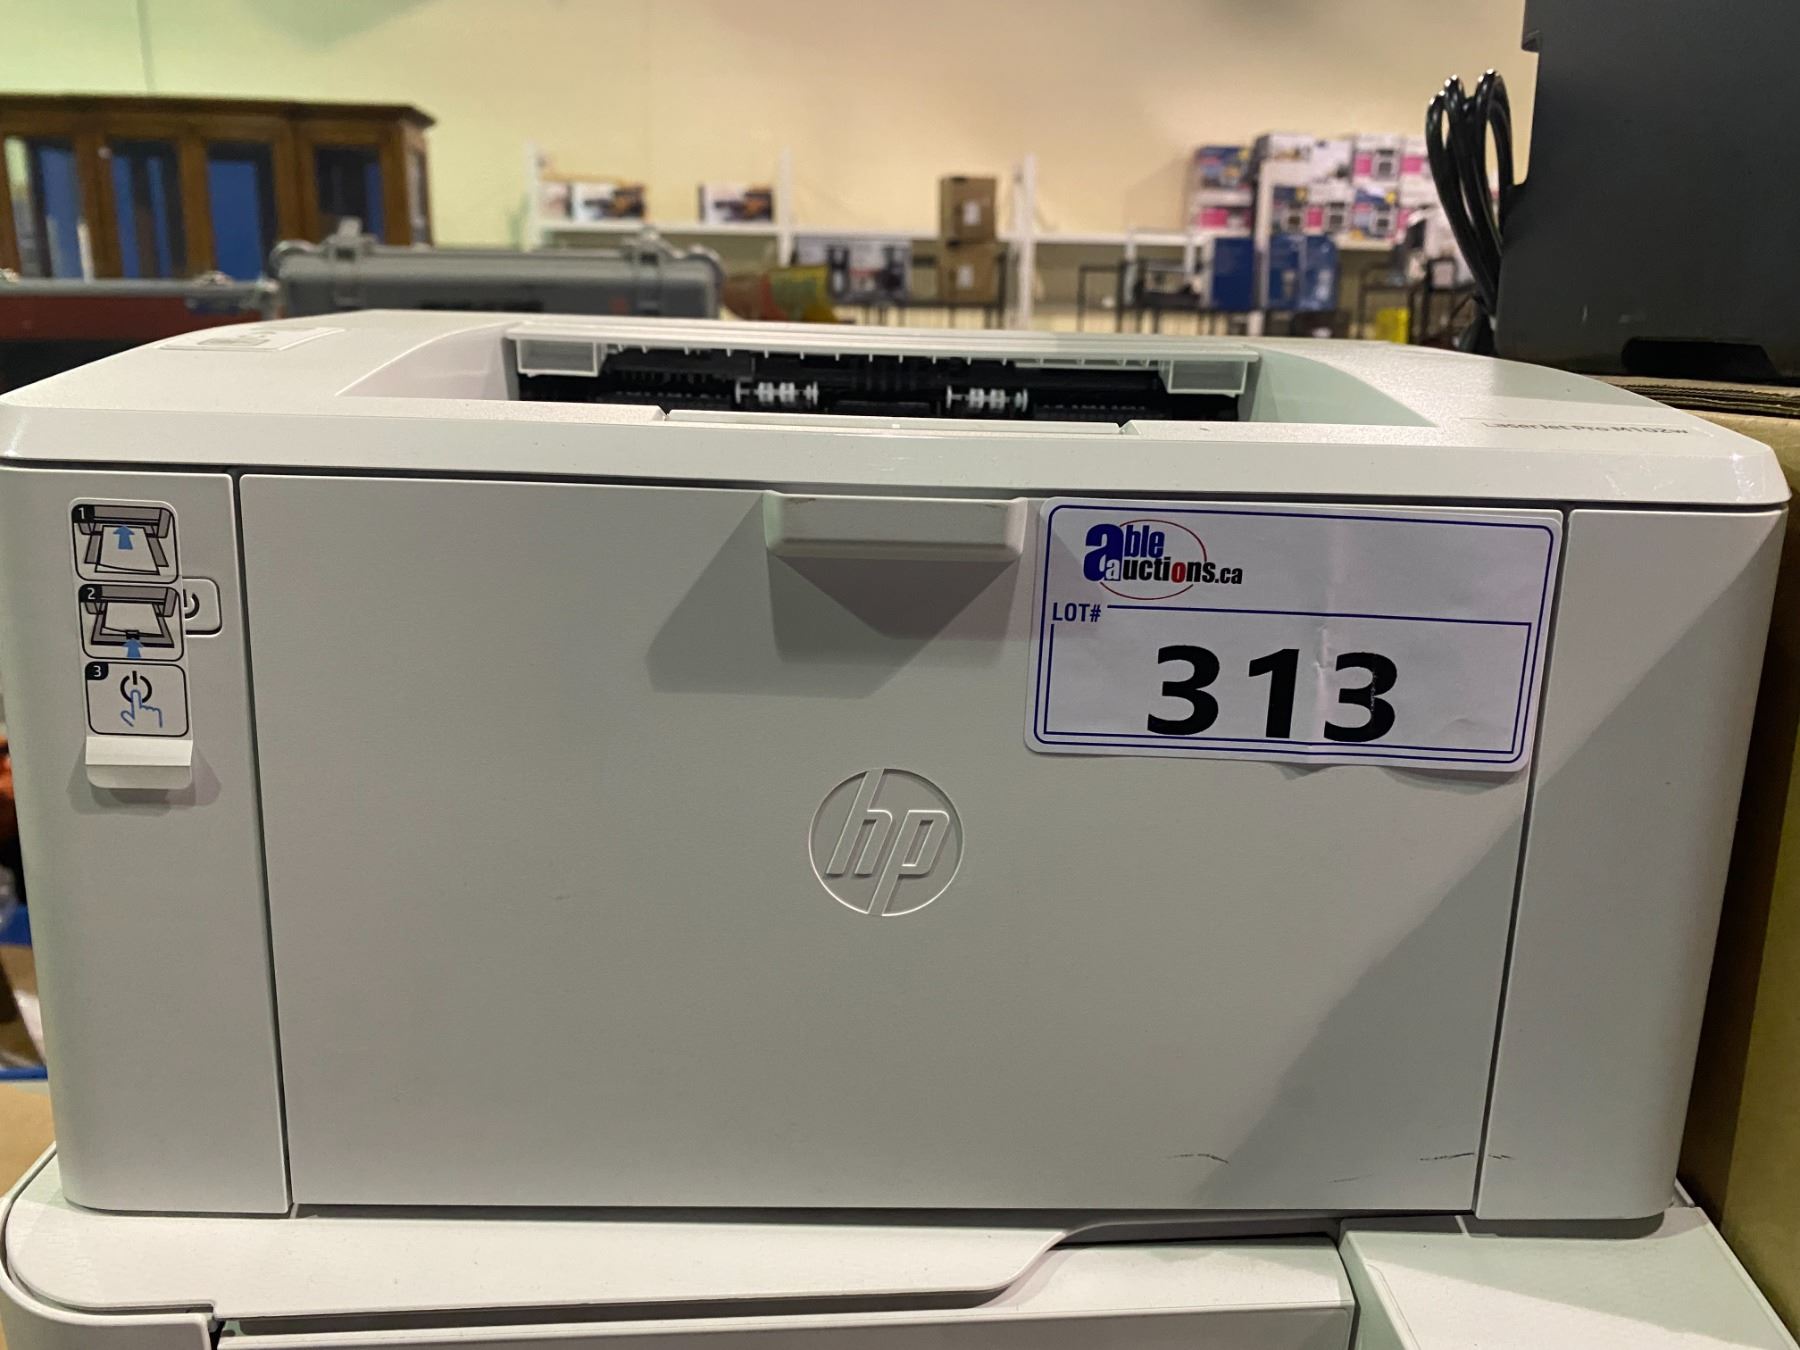 LaserJet Pro M102w
1
2
3
able
auctions.ca
LOT#
313
hp